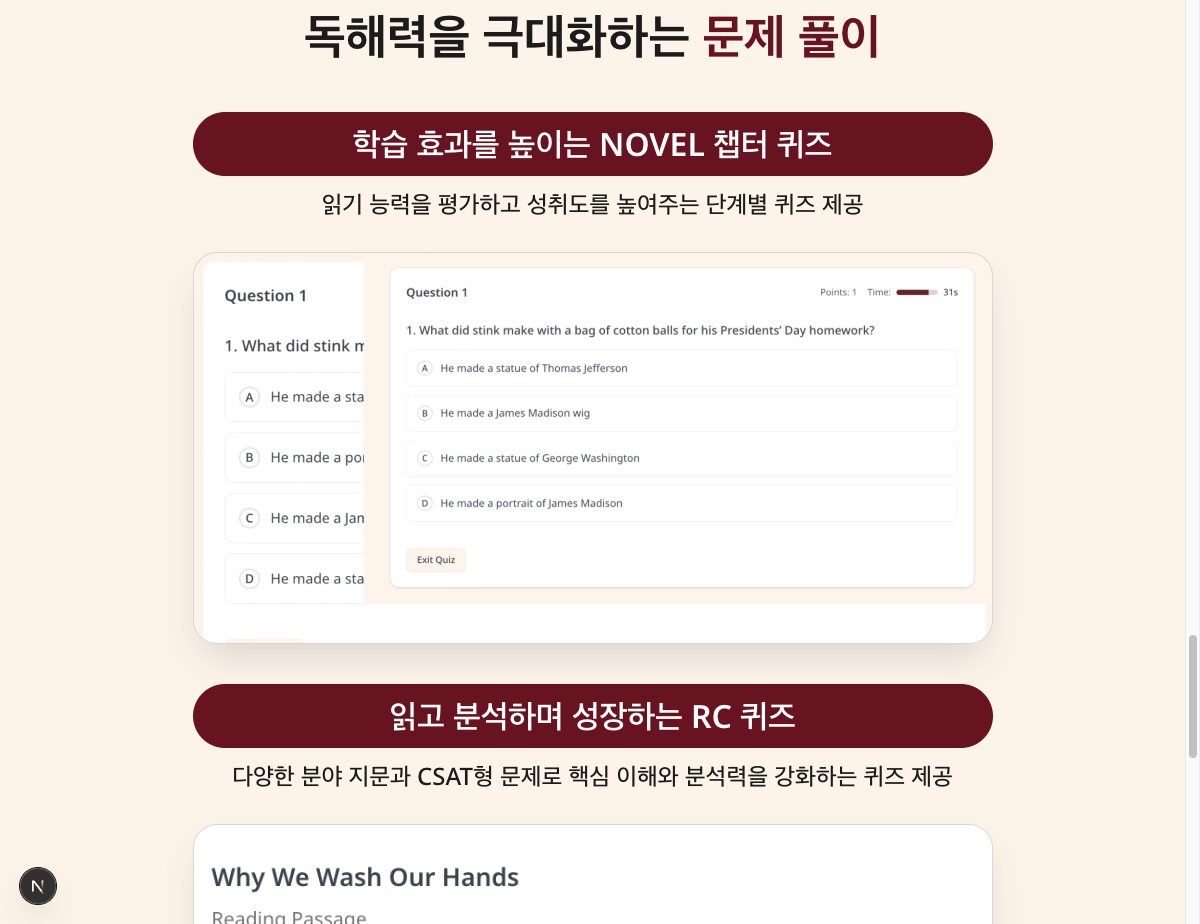 독해력을 극대화하는 문제 풀이
학습 효과를 높이는 NOVEL 챕터 퀴즈
읽기 능력을 평가하고 성취도를 높여주는 단계별 퀴즈 제공
Question 1
1. What did stink m
A He made a sta
B He made a por
C He made a Jam
D He made a sta
Question 1
Points: 1 Time: 31s
1. What did stink make with a bag of cotton balls for his Presidents’ Day homework?
A He made a statue of Thomas Jefferson
B He made a James Madison wig
C He made a statue of George Washington
D He made a portrait of James Madison
Exit Quiz
읽고 분석하며 성장하는 RC 퀴즈
다양한 분야 지문과 CSAT형 문제로 핵심 이해와 분석력을 강화하는 퀴즈 제공
Why We Wash Our Hands
Reading Passage
N